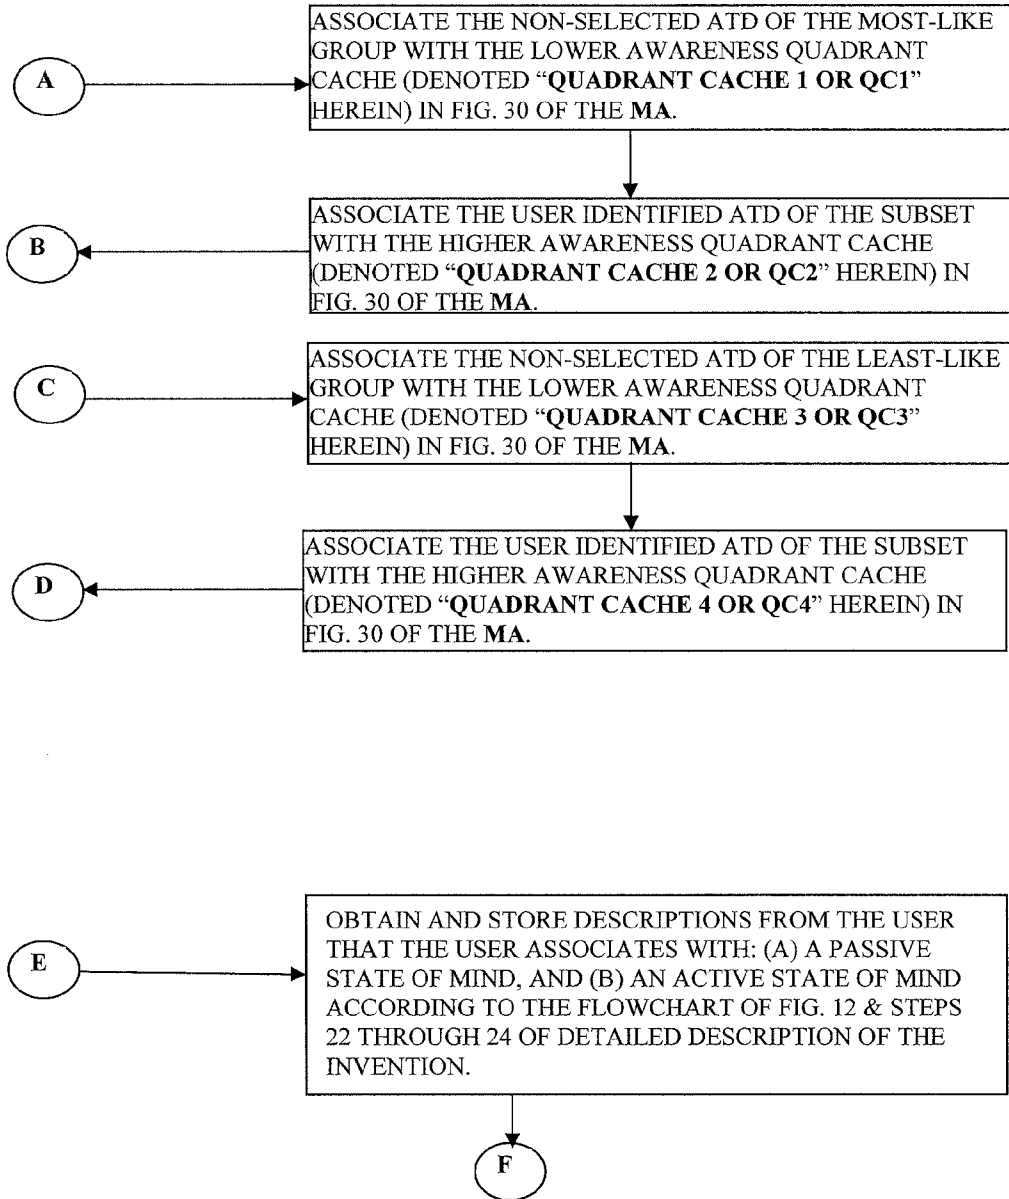 ASSOCIATE THE NON-SELECTED ATD OF THE MOST-LIKE
GROUP WITH THE LOWER AWARENESS QUADRANT
CACHE (DENOTED “QUADRANT CACHE 1 OR QC1”
HEREIN) IN FIG. 30 OF THE MA.
A
ASSOCIATE THE USER IDENTIFIED ATD OF THE SUBSET
WITH THE HIGHER AWARENESS QUADRANT CACHE
(DENOTED “QUADRANT CACHE 2 OR QC2” HEREIN) IN
FIG. 30 OF THE MA.
B
ASSOCIATE THE NON-SELECTED ATD OF THE LEAST-LIKE
GROUP WITH THE LOWER AWARENESS QUADRANT
CACHE (DENOTED “QUADRANT CACHE 3 OR QC3”
HEREIN) IN FIG. 30 OF THE MA.
C
ASSOCIATE THE USER IDENTIFIED ATD OF THE SUBSET
WITH THE HIGHER AWARENESS QUADRANT CACHE
(DENOTED “QUADRANT CACHE 4 OR QC4” HEREIN) IN
FIG. 30 OF THE MA.
D
E
OBTAIN AND STORE DESCRIPTIONS FROM THE USER
THAT THE USER ASSOCIATES WITH: (A) A PASSIVE
STATE OF MIND, AND (B) AN ACTIVE STATE OF MIND
ACCORDING TO THE FLOWCHART OF FIG. 12 & STEPS
22 THROUGH 24 OF DETAILED DESCRIPTION OF THE
INVENTION.
F